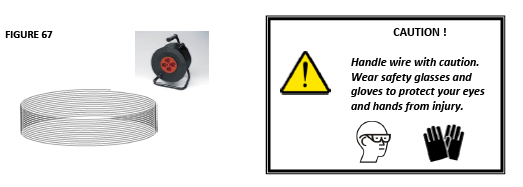 FIGURE 67
CAUTION !
Handle wire with caution.
Wear safety glasses and
gloves to protect your eyes
and hands from injury.